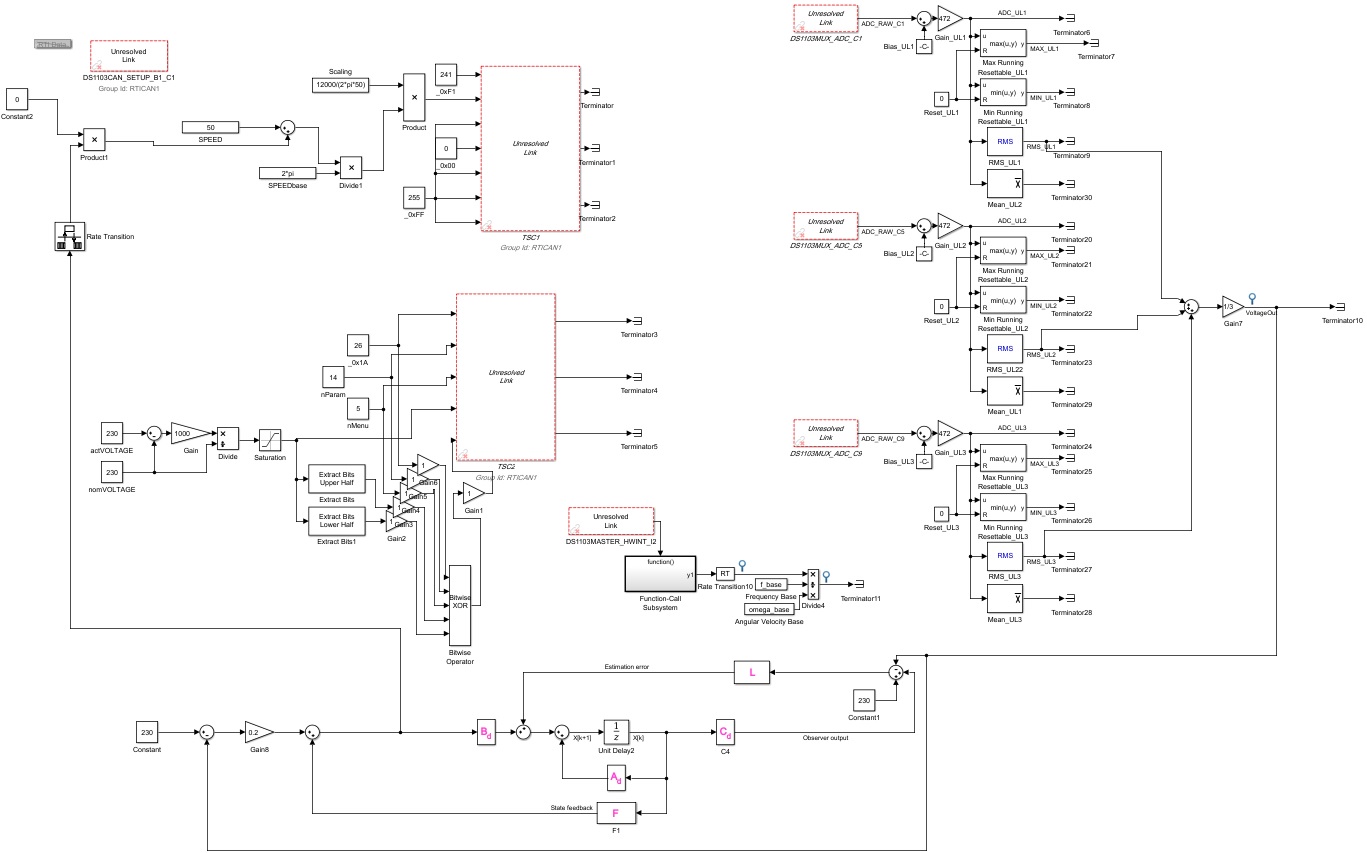 RTI Data
Unresolved
Link
DS1103CAN_SETUP_B1_C1
Group Id: RTICAN1
0
Constant2
×
Product1
50
SPEED
2*pi
SPEEDbase
×
Divide1
Scaling
12000/(2*pi*50)
×
Product
241
_0xF1
0
_0x00
255
_0xFF
Unresolved
Link
TSC1
Group Id: RTICAN1
Terminator
Terminator1
Terminator2
Rate Transition
26
_0x1A
14
nParam
5
nMenu
Unresolved
Link
TSC2
Group Id: RTICAN1
Terminator3
Terminator4
Terminator5
230
actVOLTAGE
230
nomVOLTAGE
1000
Gain
Divide
Saturation
Extract Bits
Upper Half
Extract Bits
Extract Bits
Lower Half
Extract Bits1
1
Gain6
1
Gain5
Gain4
1
Gain3
1
Gain2
1
Gain1
Bitwise
XOR
Bitwise
Operator
Unresolved
Link
DS1103MASTER_HWINT_I2
function()
y1
Function-Call
Subsystem
RT
Rate Transition10
f_base
Frequency Base
omega_base
Angular Velocity Base
Divide4
Terminator11
Unresolved
Link
DS1103MUX_ADC_C1
ADC_RAW_C1
Bias_UL1
-C-
472
Gain_UL1
ADC_UL1
Terminator6
u
R
max(u,y)
y
MAX_UL1
Terminator7
Max Running
Resettable_UL1
0
Reset_UL1
u
R
min(u,y)
y
MIN_UL1
Terminator8
Min Running
Resettable_UL1
RMS
RMS_UL1
RMS_UL1
Terminator9
Mean_UL2
Terminator30
Unresolved
Link
DS1103MUX_ADC_C5
ADC_RAW_C5
Bias_UL2
-C-
472
Gain_UL2
ADC_UL2
Terminator20
u
R
max(u,y)
y
MAX_UL2
Terminator21
Max Running
Resettable_UL2
0
Reset_UL2
u
R
min(u,y)
y
MIN_UL2
Terminator22
Min Running
Resettable_UL2
RMS
RMS_UL2
RMS_UL22
Terminator23
Mean_UL1
Terminator29
Unresolved
Link
DS1103MUX_ADC_C9
ADC_RAW_C9
Bias_UL3
-C-
472
Gain_UL3
ADC_UL3
Terminator24
u
R
max(u,y)
y
MAX_UL3
Terminator25
Max Running
Resettable_UL3
0
Reset_UL3
u
R
min(u,y)
y
MIN_UL3
Terminator26
Min Running
Resettable_UL3
RMS
RMS_UL3
RMS_UL3
Terminator27
Mean_UL3
Terminator28
1/3
Gain7
VoltageOut
Terminator10
Estimation error
L
230
Constant1
230
Constant
0.2
Gain8
Bd
X[k+1]
1
z
Unit Delay2
X[k]
Cd
C4
Observer output
Ad
State feedback
F
F1